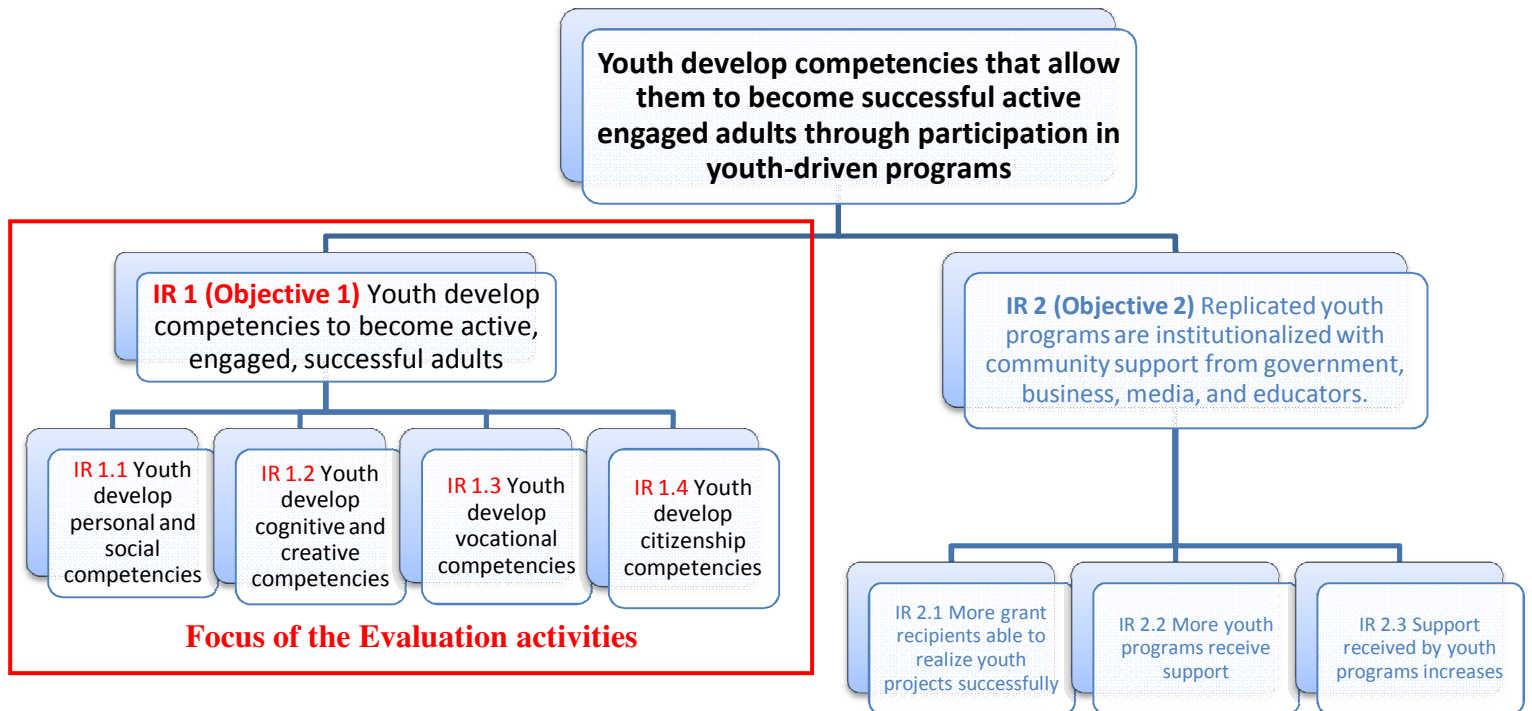 Youth develop competencies that allow
them to become successful active
engaged adults through participation in
youth-driven programs
IR 1 (Objective 1) Youth develop
competencies to become active,
engaged, successful adults
IR 2 (Objective 2) Replicated youth
programs are institutionalized with
community support from government,
business, media, and educators.
IR 1.1 Youth
develop
personal and
social
competencies
IR 1.2 Youth
develop
cognitive and
creative
competencies
IR 1.3 Youth
develop
vocational
competencies
IR 1.4 Youth
develop
citizenship
competencies
Focus of the Evaluation activities
IR 2.1 More grant
recipients able to
realize youth
projects successfully
IR 2.2 More youth
programs receive
support
IR 2.3 Support
received by youth
programs increases